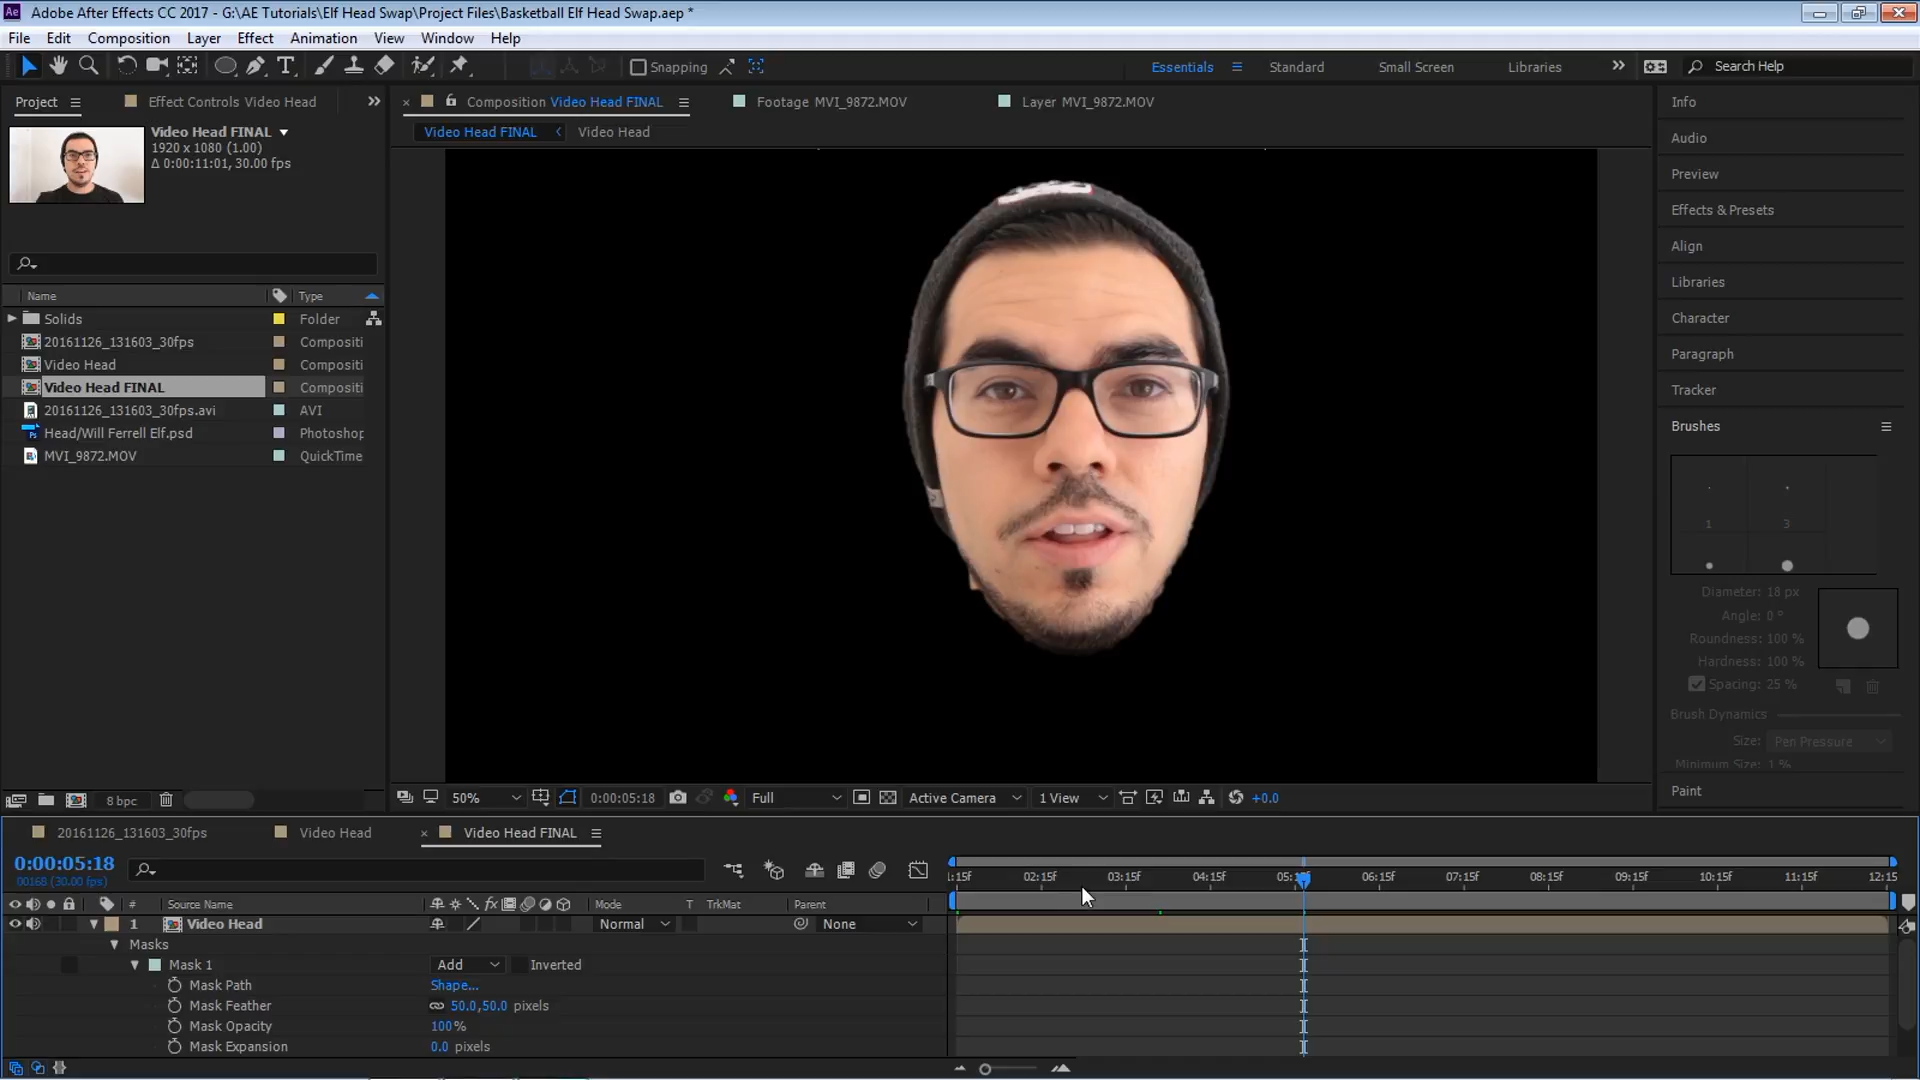 Adobe After Effects CC 2017 - G:\AE Tutorials\Elf Head Swap\Project Files\Basketball Elf Head Swap.aep *
File Edit Composition Layer Effect Animation View Window Help
Snapping Essentials Standard Small Screen Libraries Search Help
Project Effect Controls Video Head Composition Video Head FINAL Footage MVI_9872.MOV Layer MVI_9872.MOV Info
Video Head FINAL Video Head FINAL Video Head
1920 x 1080 (1.00)
Δ 0:00:11:01, 30.00 fps
Audio
Preview
Effects & Presets
Align
Libraries
Character
Paragraph
Tracker
Brushes
Name Type
Solids Folder
20161126_131603_30fps Compositi
Video Head Compositi
Video Head FINAL Compositi
20161126_131603_30fps.avi AVI
Head/Will Ferrell Elf.psd Photoshop
MVI_9872.MOV QuickTime
1 3
Diameter: 18 px
Angle: 0 °
Roundness: 100 %
Hardness: 100 %
Spacing: 25 %
Brush Dynamics
Size: Pen Pressure
Minimum Size: 1 %
Paint
8 bpc 50% 0:00:05:18 Full Active Camera 1 View +0.0
20161126_131603_30fps Video Head Video Head FINAL
0:00:05:18
00168 (30.00 fps)
:15f 02:15f 03:15f 04:15f 05:15f 06:15f 07:15f 08:15f 09:15f 10:15f 11:15f 12:15
# Source Name Mode T TrkMat Parent
1 Video Head Normal None
Masks
Mask 1 Add Inverted
Mask Path Shape...
Mask Feather 50.0,50.0 pixels
Mask Opacity 100%
Mask Expansion 0.0 pixels